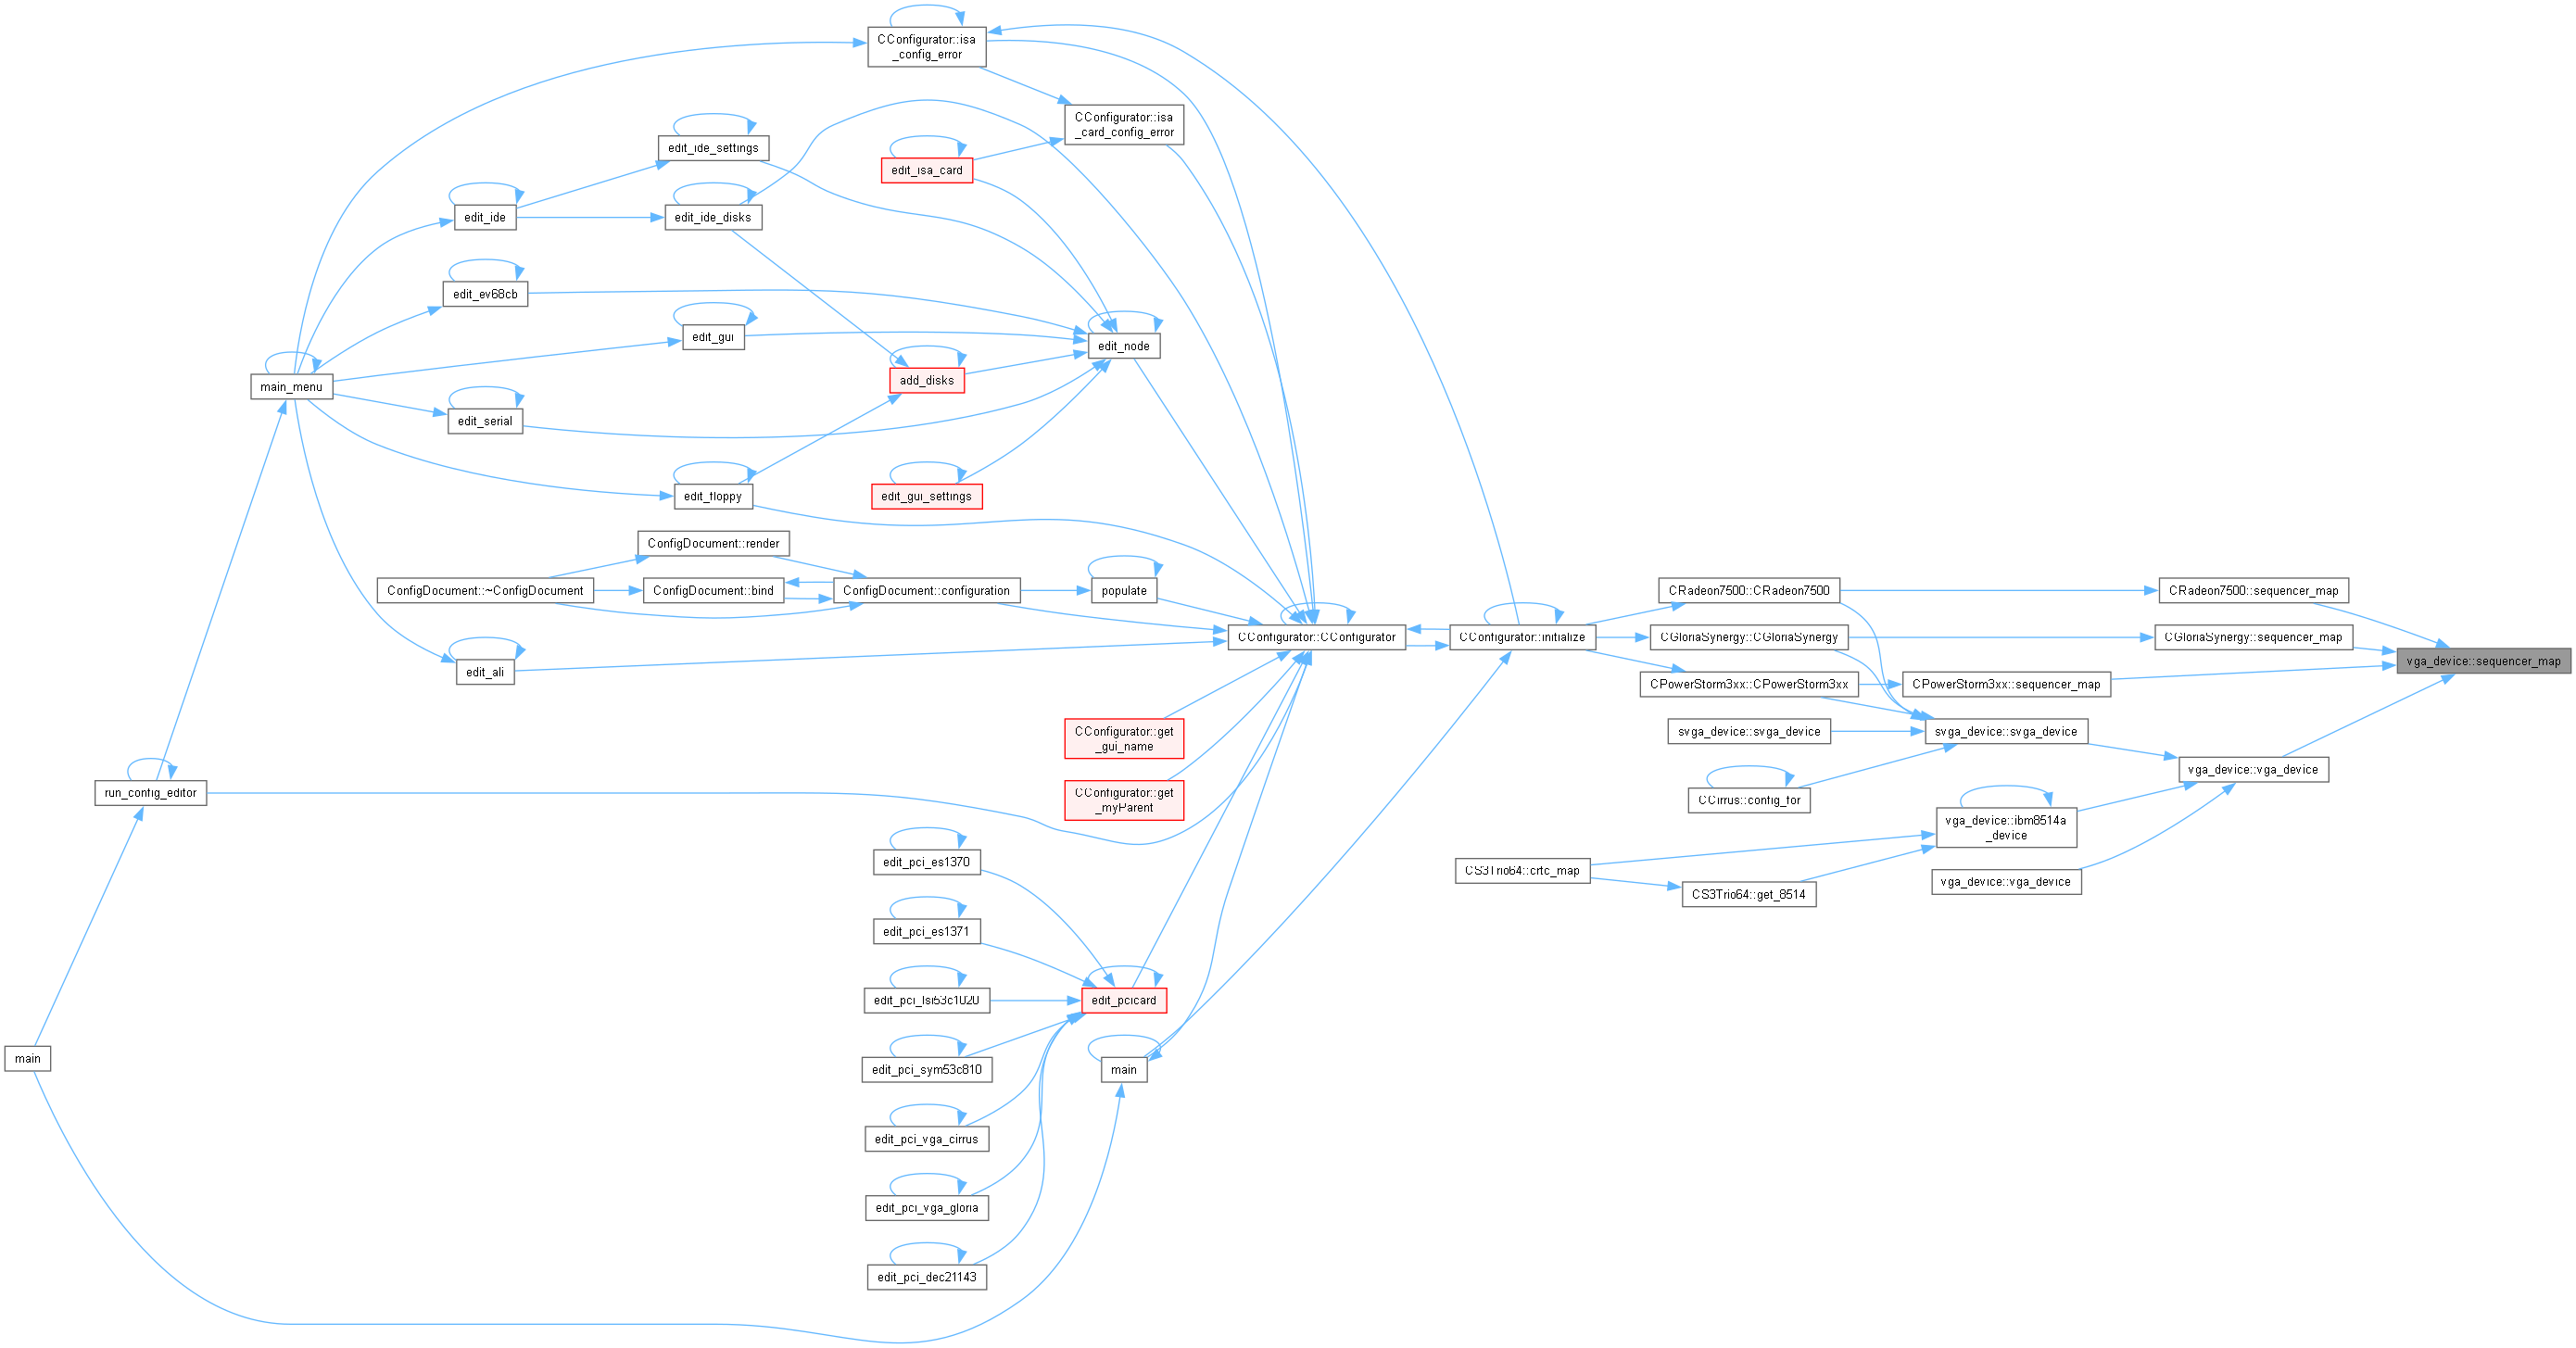 CConfigurator::isa
_config_error
CConfigurator::isa
_card_config_error
edit_ide_settings
edit_isa_card
edit_ide
edit_ide_disks
edit_ev68cb
edit_gui
edit_node
main_menu
add_disks
edit_serial
edit_floppy
edit_gui_settings
ConfigDocument::render
ConfigDocument::~ConfigDocument
ConfigDocument::bind
ConfigDocument::configuration
populate
CRadeon7500::CRadeon7500
CRadeon7500::sequencer_map
CConfigurator::CConfigurator
CConfigurator::initialize
CGloriaSynergy::CGloriaSynergy
CGloriaSynergy::sequencer_map
vga_device::sequencer_map
edit_ali
CPowerStorm3xx::CPowerStorm3xx
CPowerStorm3xx::sequencer_map
CConfigurator::get
_gui_name
svga_device::svga_device
svga_device::svga_device
vga_device::vga_device
run_config_editor
CConfigurator::get
_myParent
CCirrus::config_for
vga_device::ibm8514a
_device
edit_pci_es1370
CS3Trio64::crtc_map
CS3Trio64::get_8514
vga_device::vga_device
edit_pci_es1371
edit_pci_lsi53c1020
edit_pcicard
main
edit_pci_sym53c810
main
edit_pci_vga_cirrus
edit_pci_vga_gloria
edit_pci_dec21143